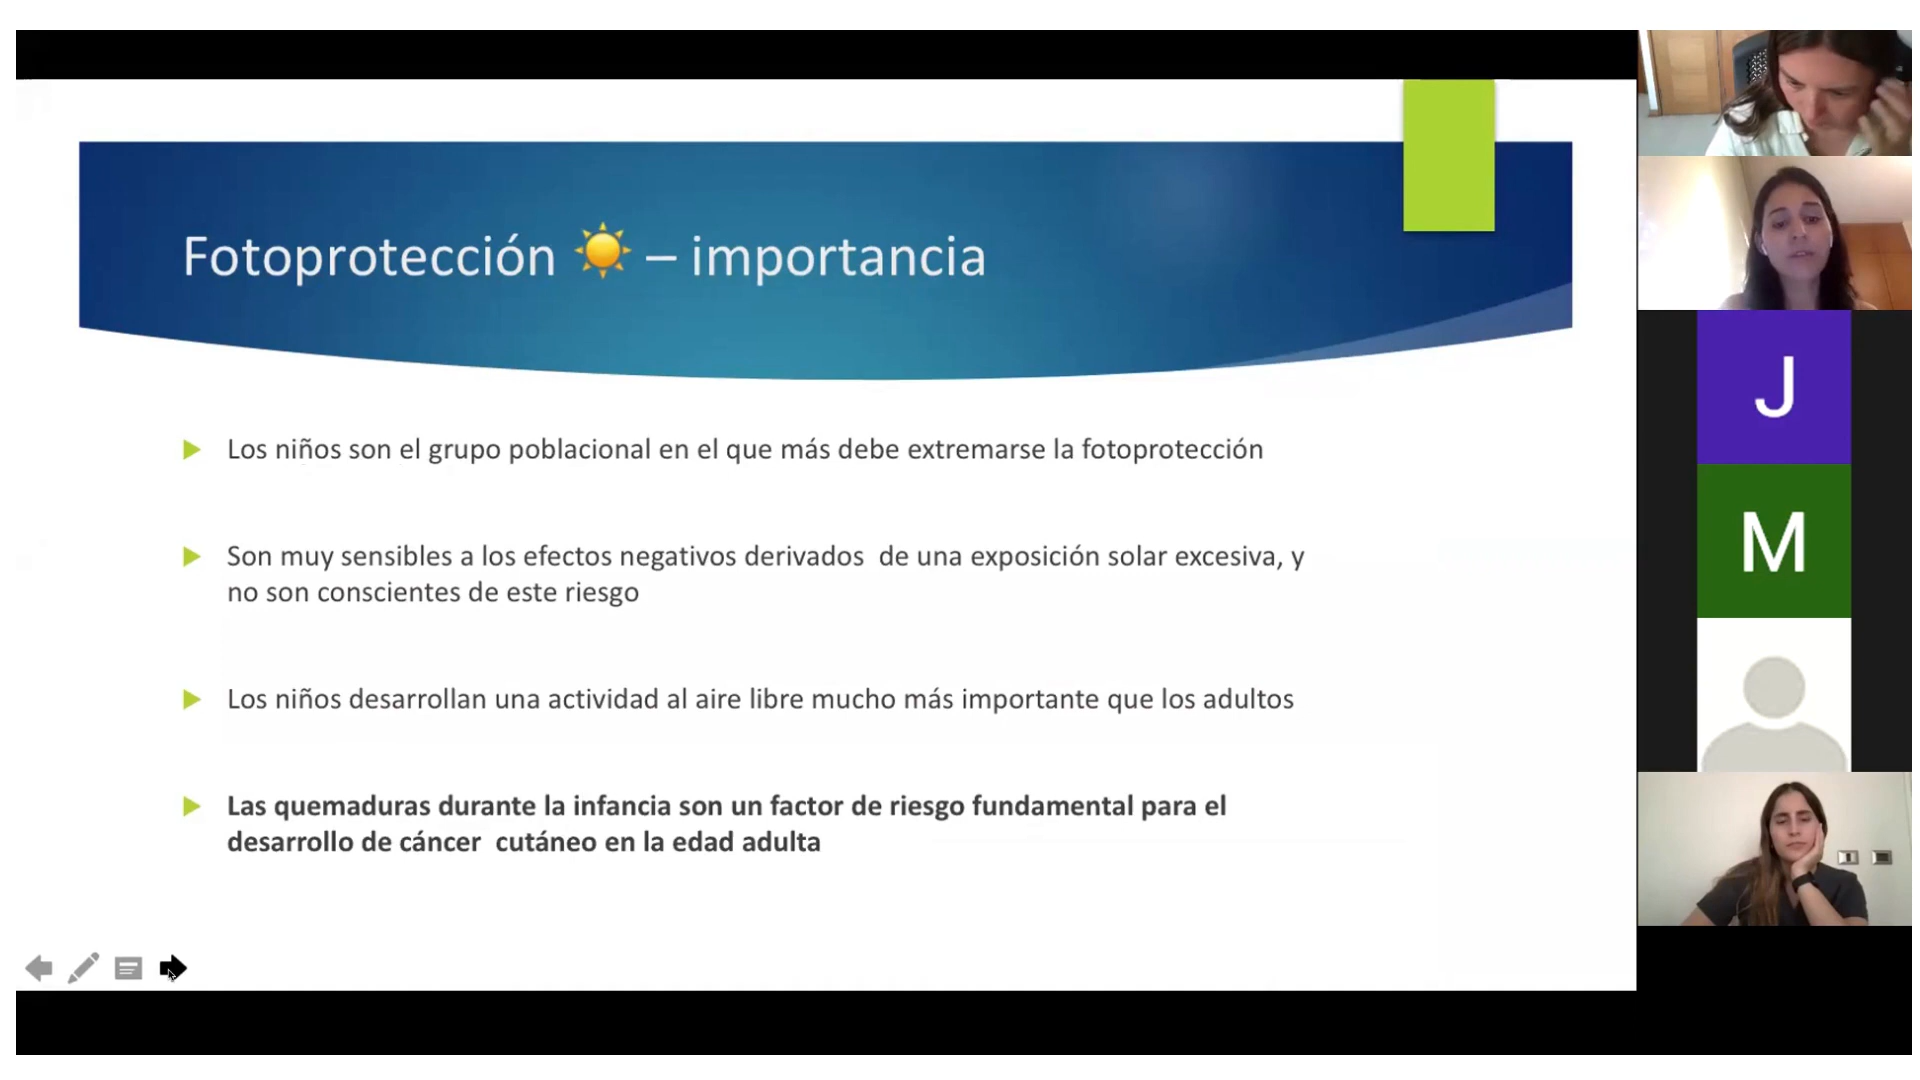 Fotoprotección ☀ – importancia
Los niños son el grupo poblacional en el que más debe extremarse la fotoprotección
Son muy sensibles a los efectos negativos derivados  de una exposición solar excesiva, y
no son conscientes de este riesgo
Los niños desarrollan una actividad al aire libre mucho más importante que los adultos
Las quemaduras durante la infancia son un factor de riesgo fundamental para el
desarrollo de cáncer  cutáneo en la edad adulta
J
M